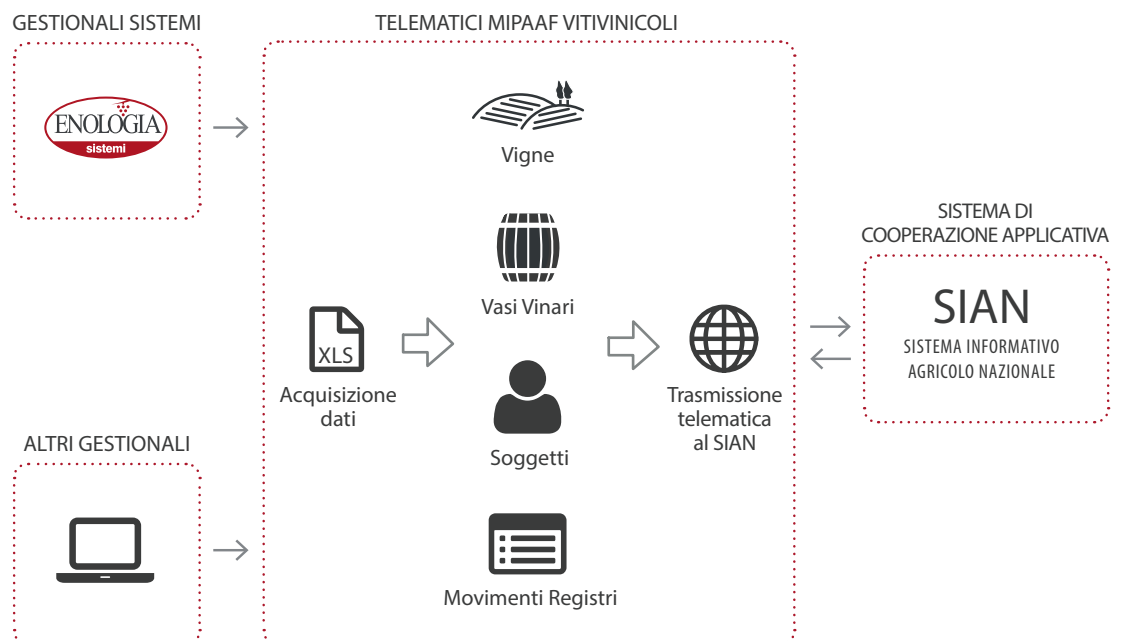 GESTIONALI SISTEMI
ENOLOGIA
sistemi
ALTRI GESTIONALI
TELEMATICI MIPAAF VITIVINICOLI
XLS
Acquisizione
dati
Vigne
Vasi Vinari
Soggetti
Movimenti Registri
Trasmissione
telematica
al SIAN
SISTEMA DI
COOPERAZIONE APPLICATIVA
SIAN
SISTEMA INFORMATIVO
AGRICOLO NAZIONALE